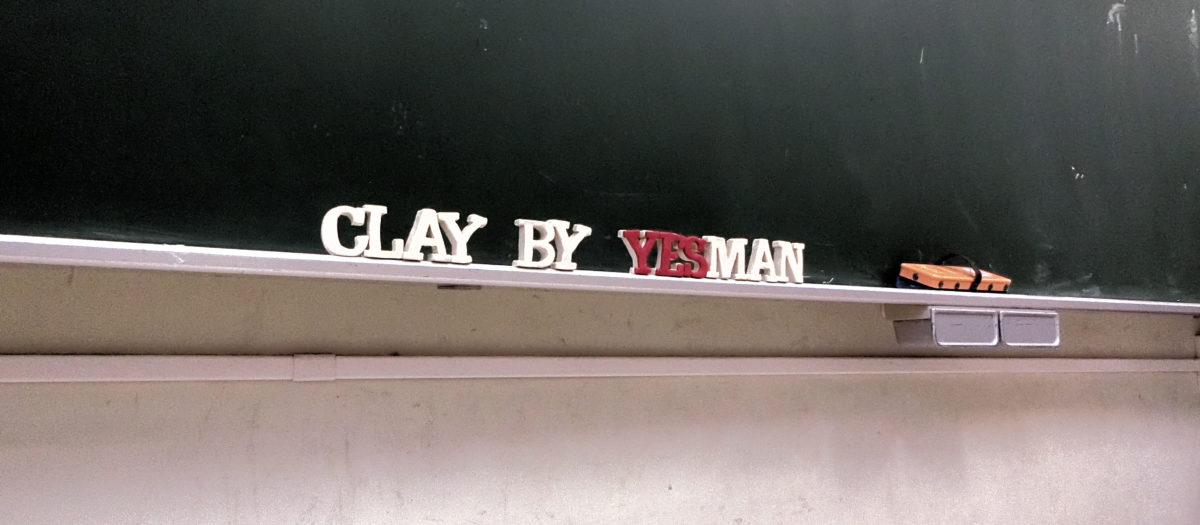 CLAY BY YESMAN